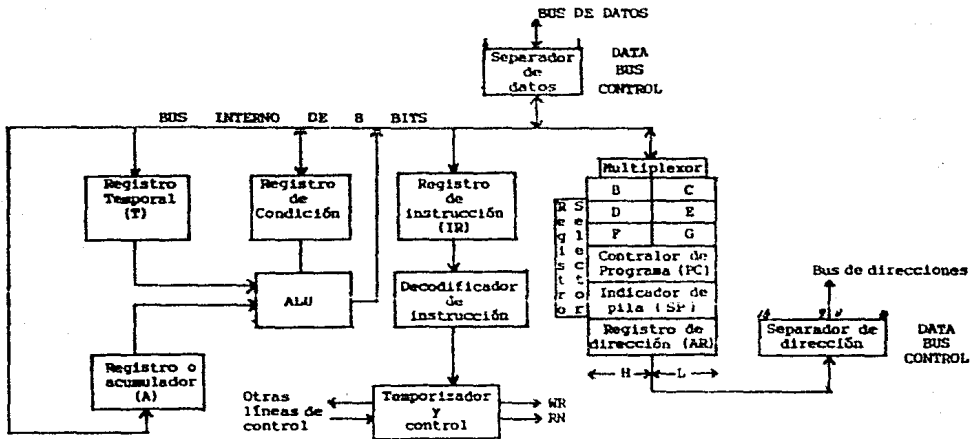 BUS DE DATOS
Separador
de
datos
DATA
BUS
CONTROL
BUS INTERNO DE 8 BITS
Registro
Temporal
(T)
Registro
de
Condición
Registro
de
instrucción
(IR)
Multiplexor
B C
D E
F G
Registro
Selector
Contralor de
Programa (PC)
Indicador de
pila (SP)
Registro de
dirección (AR)
H L
ALU
Decodificador
de
instrucción
Bus de direcciones
Separador de
dirección
DATA
BUS
CONTROL
Registro o
acumulador
(A)
Otras
líneas de
control
Temporizador
y
control
WR
RN